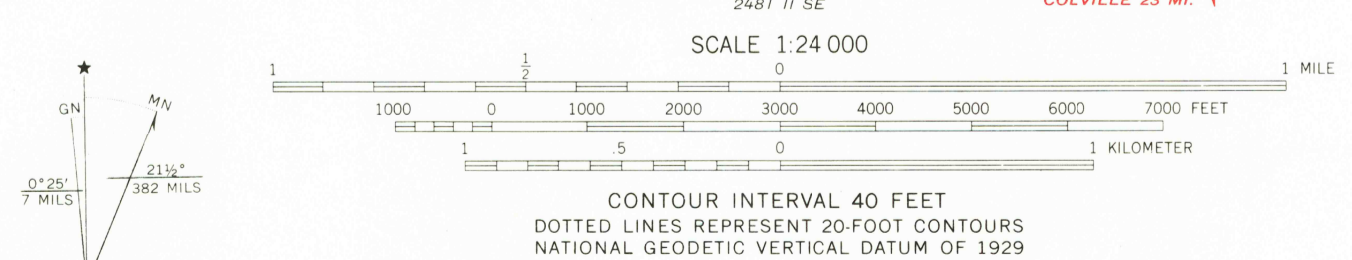 2481 II SE
COLVILLE 23 MI.
SCALE 1:24 000
1 1/2 0 1 MILE
1000 0 1000 2000 3000 4000 5000 6000 7000 FEET
1 .5 0 1 KILOMETER
CONTOUR INTERVAL 40 FEET
DOTTED LINES REPRESENT 20-FOOT CONTOURS
NATIONAL GEODETIC VERTICAL DATUM OF 1929
★
GN
MN
0°25′
7 MILS
21½°
382 MILS